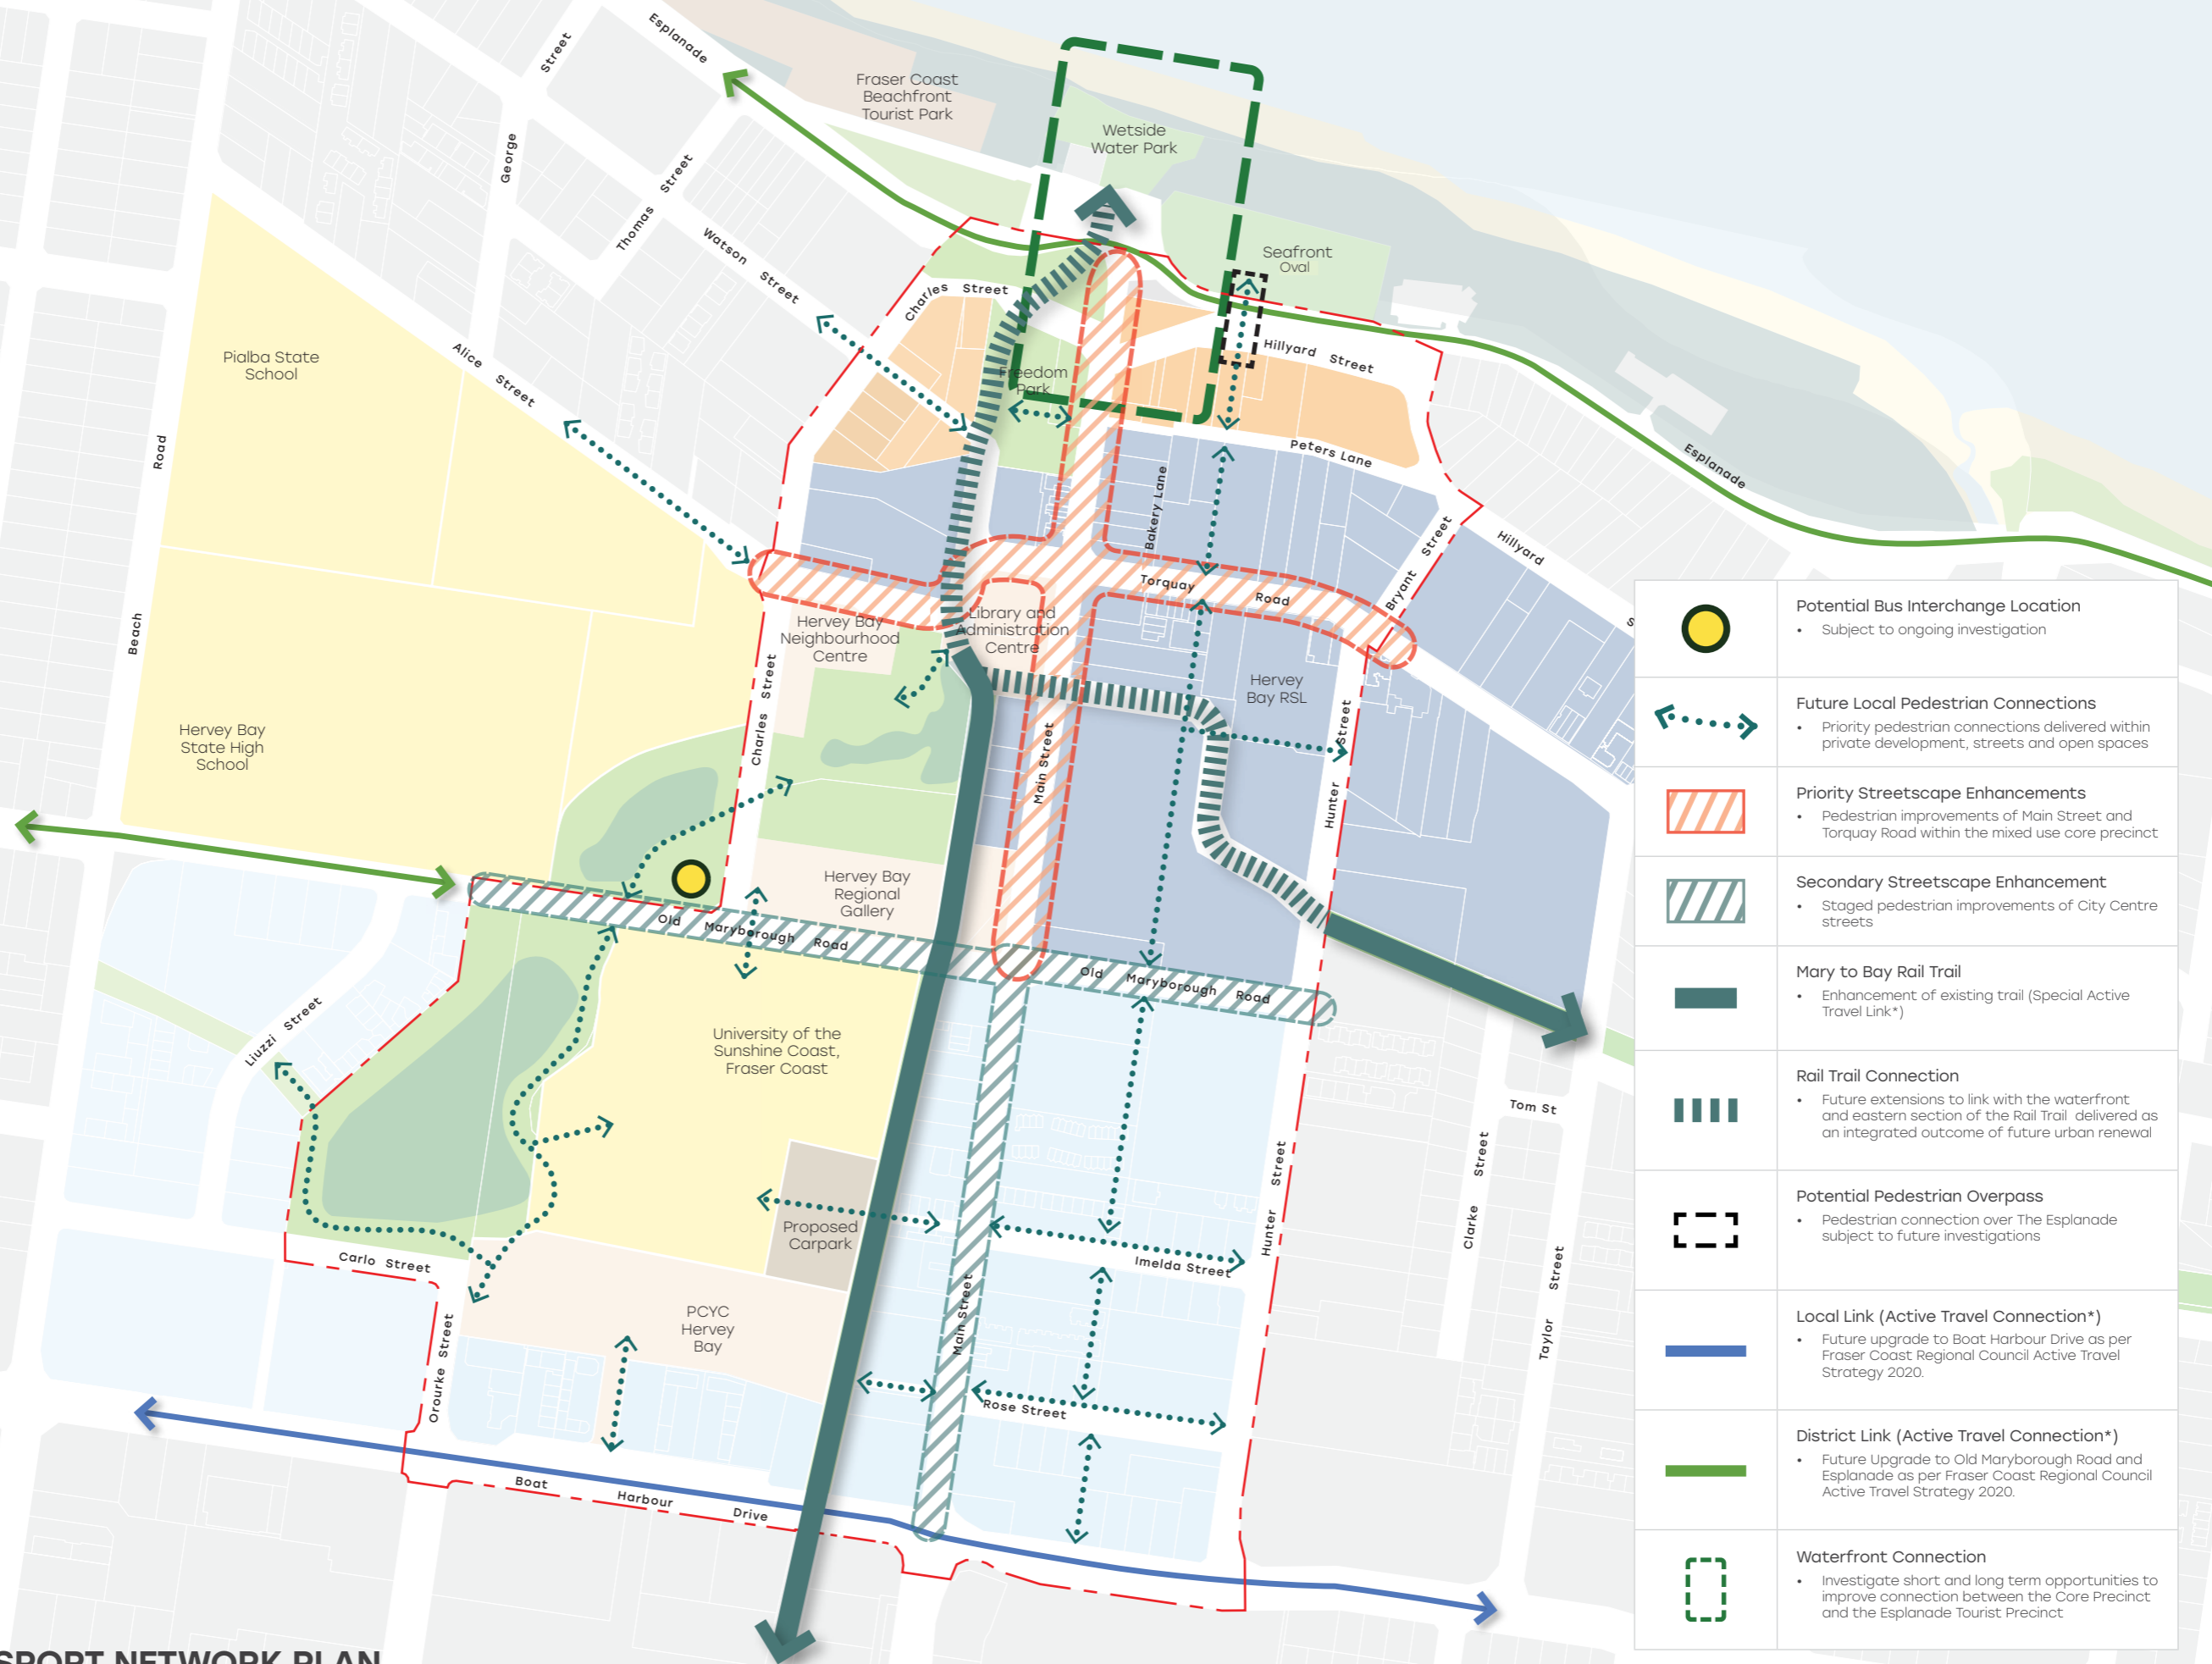 Esplanade
Street
Fraser Coast
Beachfront
Tourist Park
Wetside
Water Park
George
Thomas Street
Watson Street
Seafront
Oval
Charles Street
Hillyard Street
Pialba State
School
Alice Street
Freedom
Park
Road
Peters Lane
Esplanade
Bakery Lane
Bryant Street
Hillyard
S
Torquay Road
Beach
Hervey Bay
Neighbourhood
Centre
Library and
Administration
Centre
Hervey
Bay RSL
Charles Street
Hervey Bay
State High
School
Main Street
Hunter Street
Hervey Bay
Regional
Gallery
Old Maryborough Road
Old Maryborough Road
Liuzzi Street
University of the
Sunshine Coast,
Fraser Coast
Tom St
Clarke Street
Hunter Street
Proposed
Carpark
Carlo Street
Imelda Street
Taylor Street
PCYC
Hervey
Bay
Main Street
Orourke Street
Rose Street
Boat Harbour Drive
SPORT NETWORK PLAN
Potential Bus Interchange Location
• Subject to ongoing investigation
Future Local Pedestrian Connections
• Priority pedestrian connections delivered within
private development, streets and open spaces
Priority Streetscape Enhancements
• Pedestrian improvements of Main Street and
Torquay Road within the mixed use core precinct
Secondary Streetscape Enhancement
• Staged pedestrian improvements of City Centre
streets
Mary to Bay Rail Trail
• Enhancement of existing trail (Special Active
Travel Link*)
Rail Trail Connection
• Future extensions to link with the waterfront
and eastern section of the Rail Trail delivered as
an integrated outcome of future urban renewal
Potential Pedestrian Overpass
• Pedestrian connection over The Esplanade
subject to future investigations
Local Link (Active Travel Connection*)
• Future upgrade to Boat Harbour Drive as per
Fraser Coast Regional Council Active Travel
Strategy 2020.
District Link (Active Travel Connection*)
• Future Upgrade to Old Maryborough Road and
Esplanade as per Fraser Coast Regional Council
Active Travel Strategy 2020.
Waterfront Connection
• Investigate short and long term opportunities to
improve connection between the Core Precinct
and the Esplanade Tourist Precinct